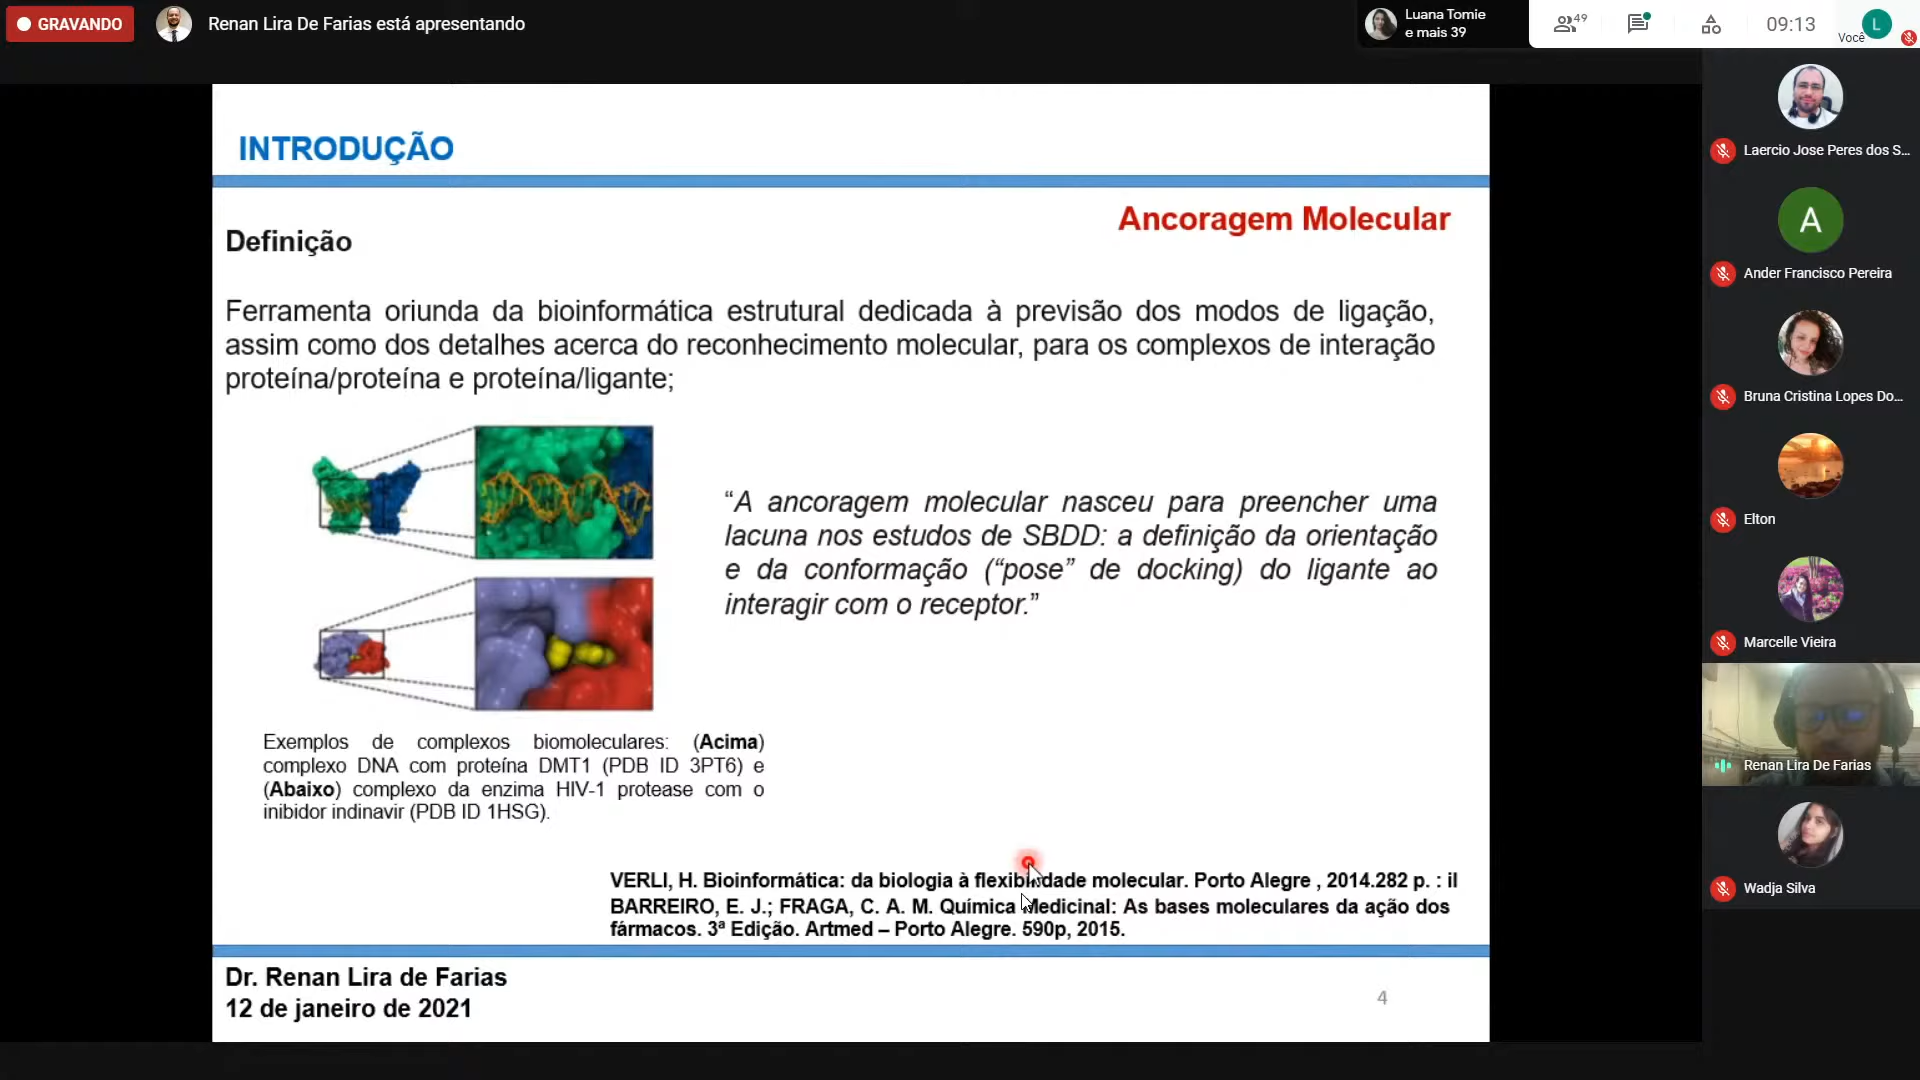 GRAVANDO
Renan Lira De Farias está apresentando
Luana Tomie
e mais 39
49
09:13
Você
L
INTRODUÇÃO
Ancoragem Molecular
Definição
Ferramenta oriunda da bioinformática estrutural dedicada à previsão dos modos de ligação,
assim como dos detalhes acerca do reconhecimento molecular, para os complexos de interação
proteína/proteína e proteína/ligante;
“A ancoragem molecular nasceu para preencher uma
lacuna nos estudos de SBDD: a definição da orientação
e da conformação (“pose” de docking) do ligante ao
interagir com o receptor.”
Exemplos de complexos biomoleculares: (Acima)
complexo DNA com proteína DMT1 (PDB ID 3PT6) e
(Abaixo) complexo da enzima HIV-1 protease com o
inibidor indinavir (PDB ID 1HSG).
VERLI, H. Bioinformática: da biologia à flexibilidade molecular. Porto Alegre , 2014.282 p. : il
BARREIRO, E. J.; FRAGA, C. A. M. Química Medicinal: As bases moleculares da ação dos
fármacos. 3ª Edição. Artmed – Porto Alegre. 590p, 2015.
Dr. Renan Lira de Farias
12 de janeiro de 2021
4
Laercio Jose Peres dos S...
A
Ander Francisco Pereira
Bruna Cristina Lopes Do...
Elton
Marcelle Vieira
Renan Lira De Farias
Wadja Silva